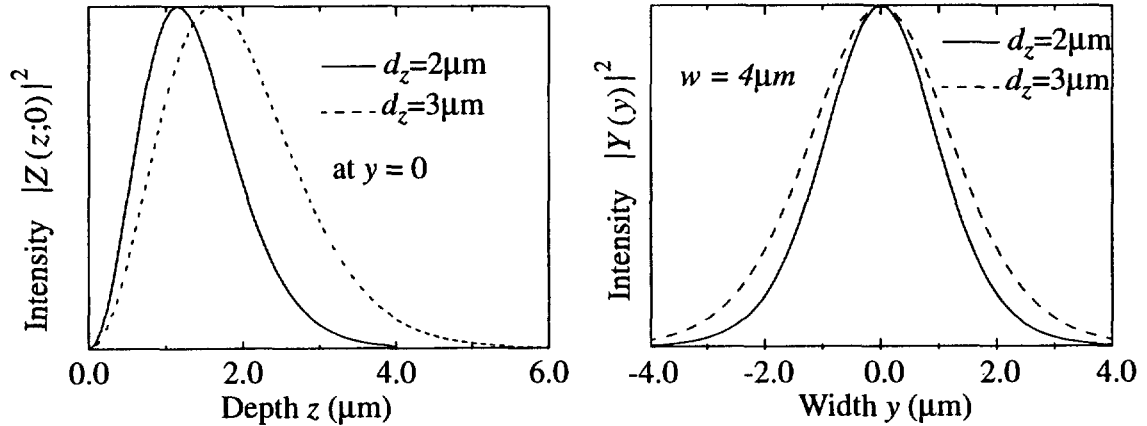 Intensity |Z(z;0)|²
d_z=2μm
d_z=3μm
at y = 0
0.0 2.0 4.0 6.0
Depth z (μm)
Intensity |Y(y)|²
w = 4μm
d_z=2μm
d_z=3μm
-4.0 -2.0 0.0 2.0 4.0
Width y (μm)